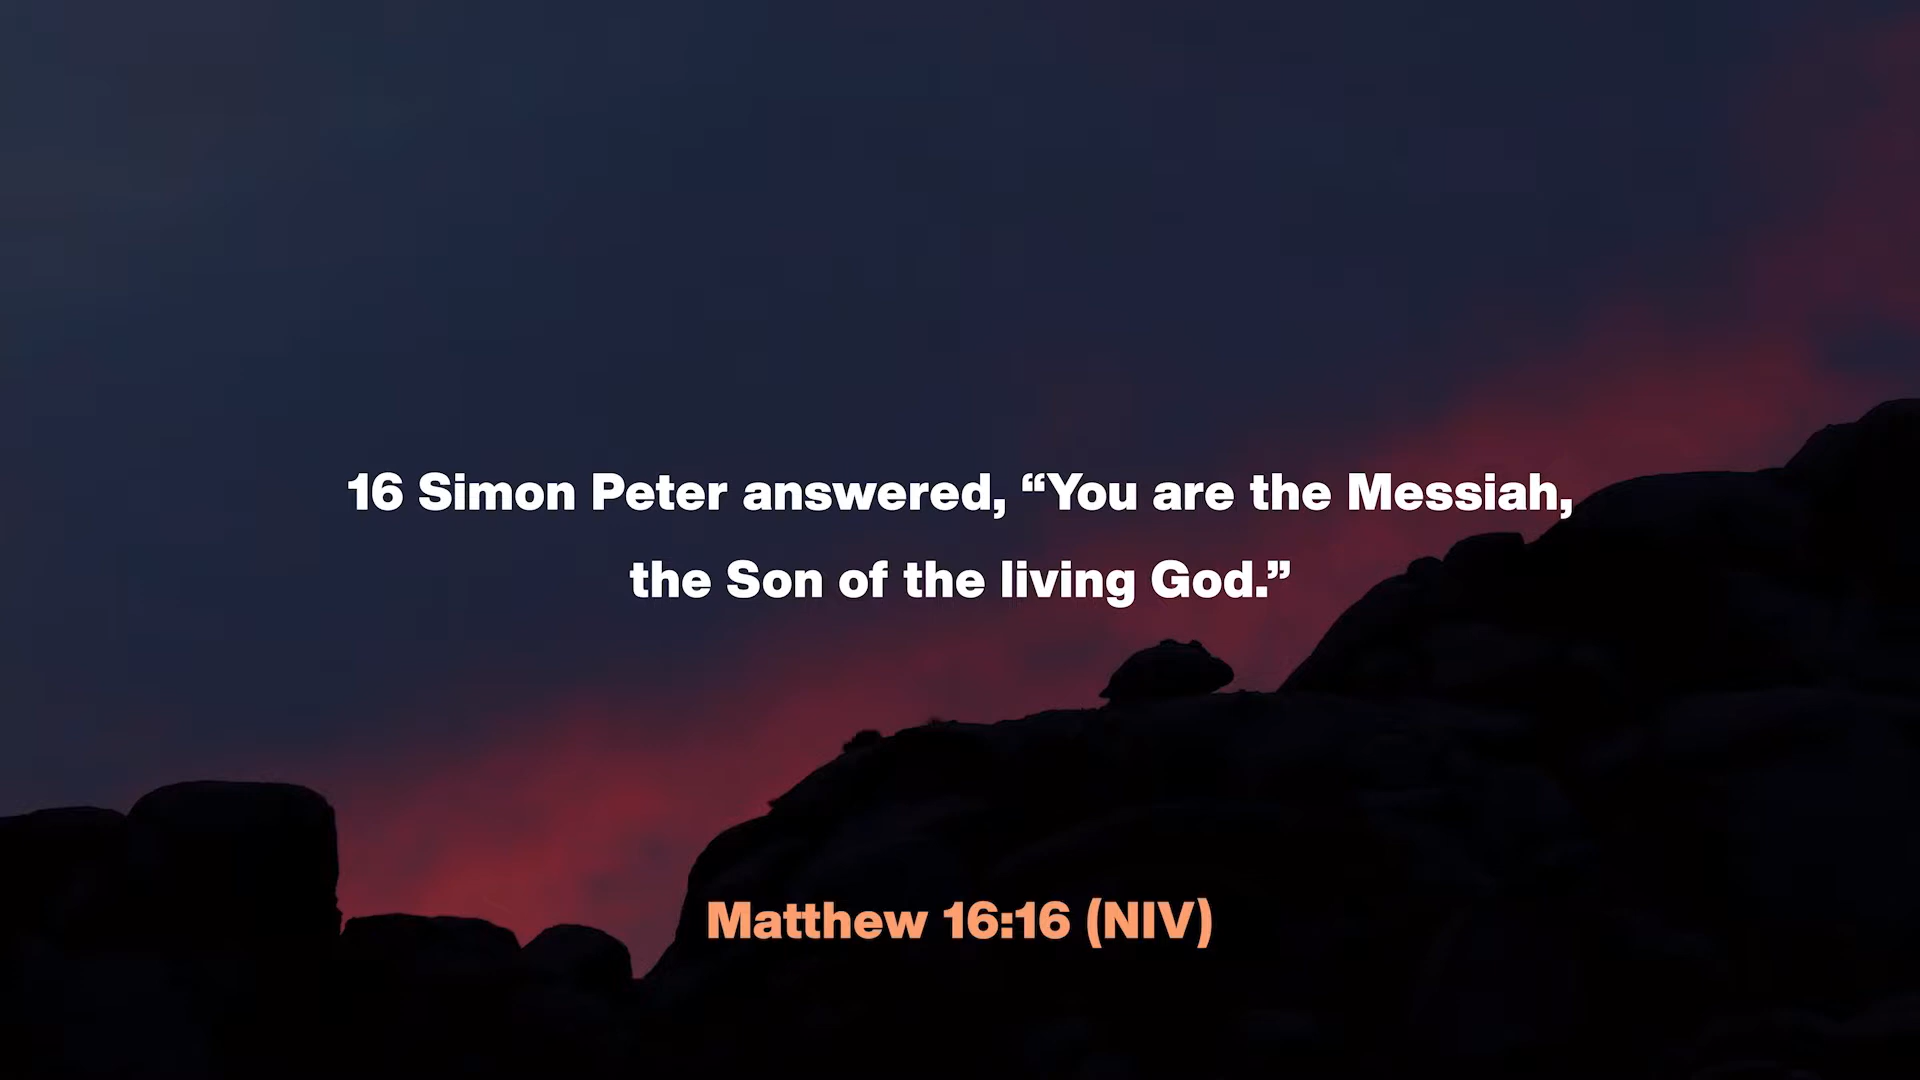 16 Simon Peter answered, “You are the Messiah,
the Son of the living God.”
Matthew 16:16 (NIV)